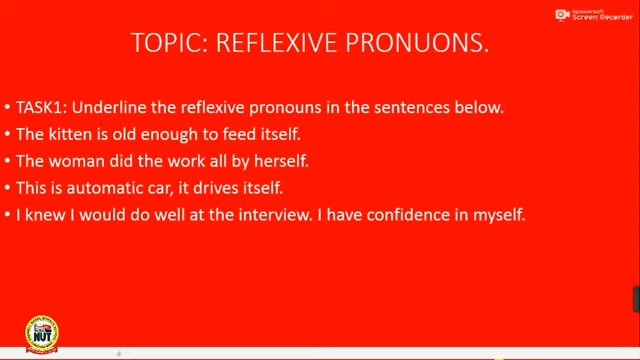 Apowersoft
Screen Recorder
TOPIC: REFLEXIVE PRONUONS.
• TASK1: Underline the reflexive pronouns in the sentences below.
• The kitten is old enough to feed itself.
• The woman did the work all by herself.
• This is automatic car, it drives itself.
• I knew I would do well at the interview. I have confidence in myself.
NUT